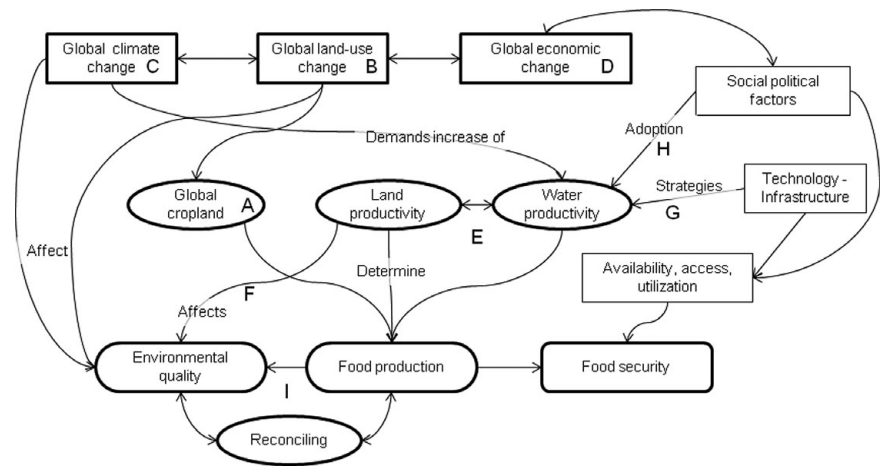 Global climate
change C
Global land-use
change B
Global economic
change D
Social political
factors
Demands increase of
Adoption
H
Global
cropland A
Land
productivity
Water
productivity
Strategies
G
Technology -
Infrastructure
E
Affect
Determine
Availability, access,
utilization
F
Affects
Environmental
quality
Food production
Food security
I
Reconciling